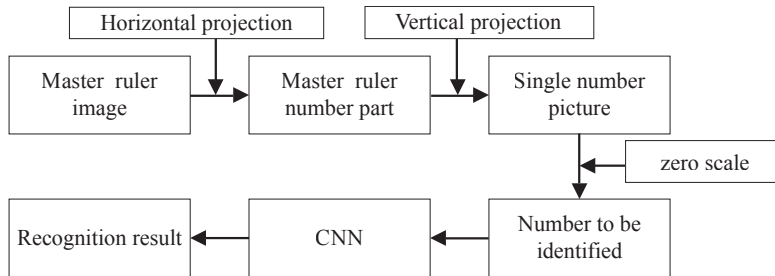 Horizontal projection
Vertical projection
Master ruler
image
Master ruler
number part
Single number
picture
zero scale
Recognition result
CNN
Number to be
identified